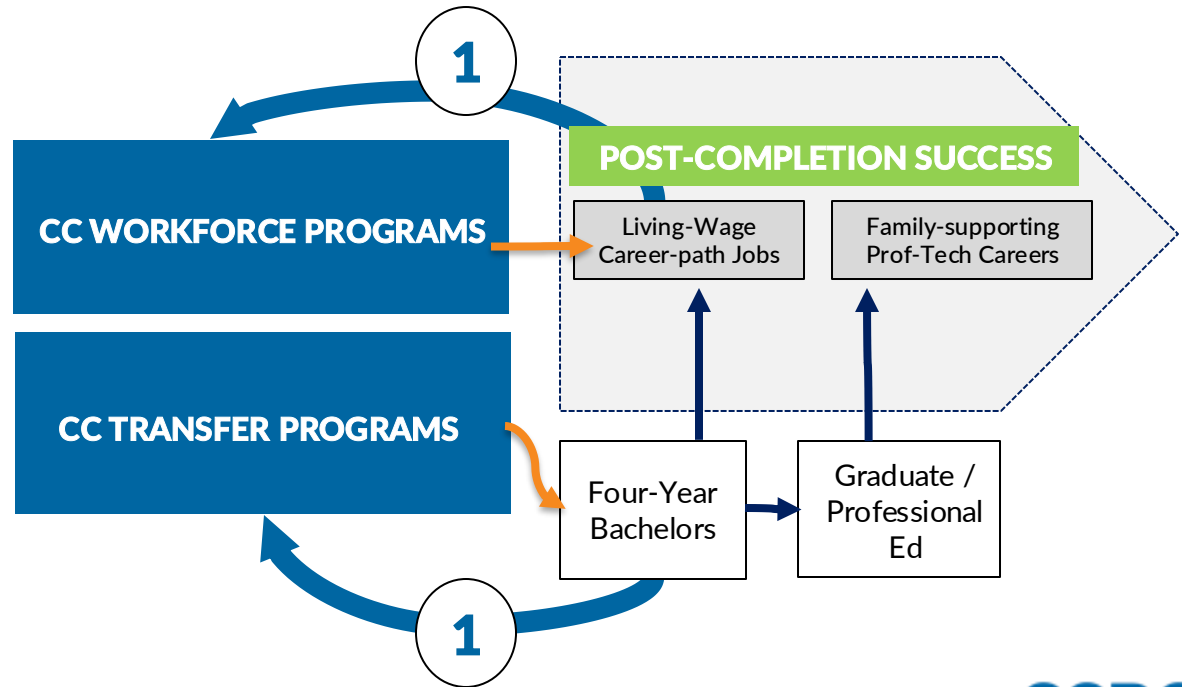 1
POST-COMPLETION SUCCESS
CC WORKFORCE PROGRAMS
Living-Wage
Career-path Jobs
Family-supporting
Prof-Tech Careers
CC TRANSFER PROGRAMS
Four-Year
Bachelors
Graduate /
Professional
Ed
1